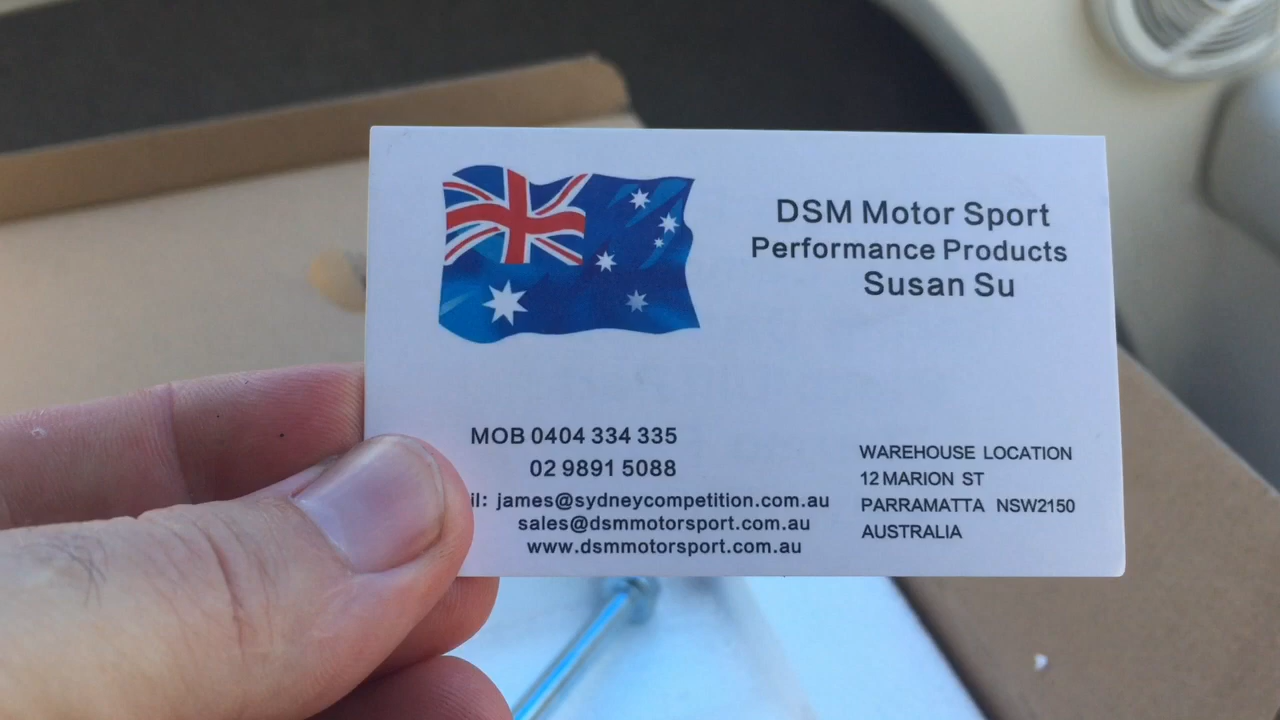 DSM Motor Sport
Performance Products
Susan Su
MOB 0404 334 335
02 9891 5088
il: james@sydneycompetition.com.au
sales@dsmmotorsport.com.au
www.dsmmotorsport.com.au
WAREHOUSE LOCATION
12 MARION ST
PARRAMATTA NSW2150
AUSTRALIA